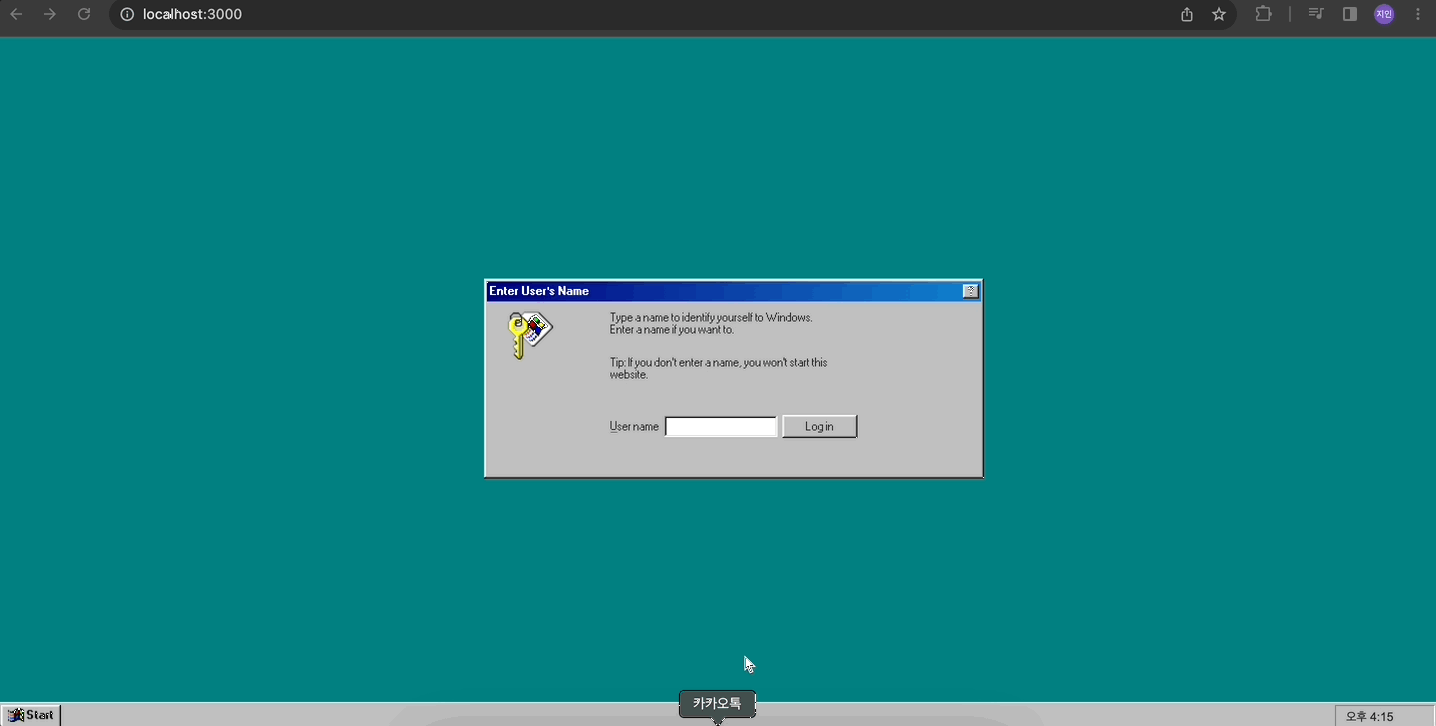 localhost:3000
지인
Enter User's Name
Type a name to identify yourself to Windows.
Enter a name if you want to.
Tip: If you don't enter a name, you won't start this
website.
User name
Login
카카오톡
Start
오후 4:15